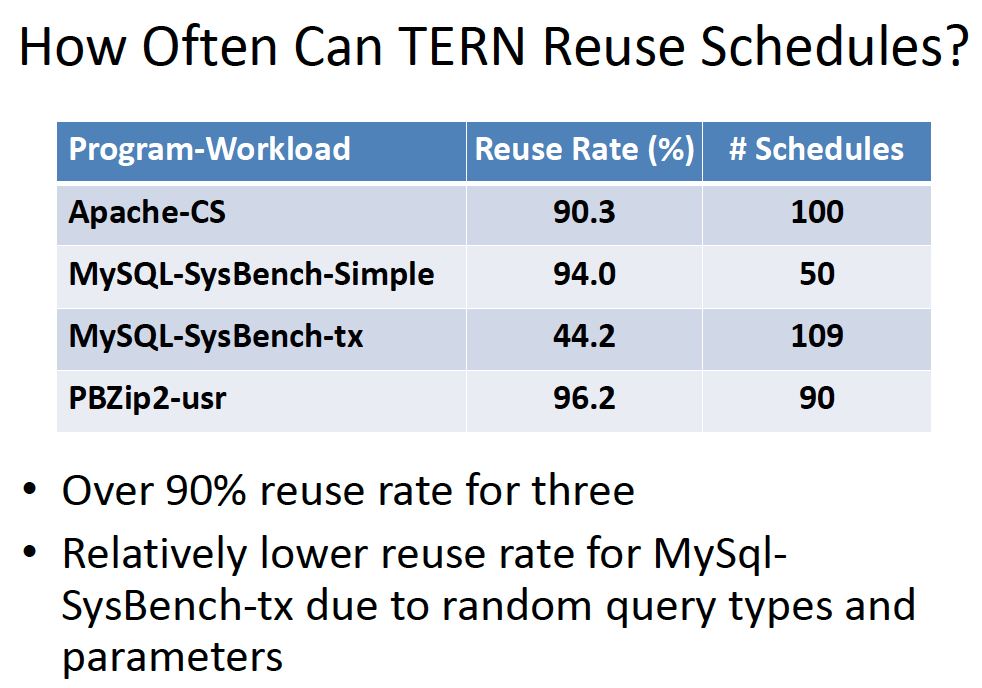 How Often Can TERN Reuse Schedules?
Program-Workload Reuse Rate (%) # Schedules
Apache-CS 90.3 100
MySQL-SysBench-Simple 94.0 50
MySQL-SysBench-tx 44.2 109
PBZip2-usr 96.2 90
• Over 90% reuse rate for three
• Relatively lower reuse rate for MySql-
SysBench-tx due to random query types and
parameters